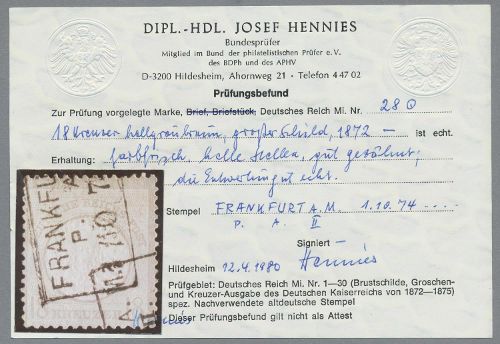 DIPL.-HDL. JOSEF HENNIES
Bundesprüfer
Mitglied im Bund der philatelistischen Prüfer e.V.
des BDPh und des APHV
D-3200 Hildesheim, Ahornweg 21 - Telefon 4 47 02
Prüfungsbefund
Zur Prüfung vorgelegte Marke, Brief, Briefstück, Deutsches Reich Mi. Nr. 28 O
18 Kreuzer hellgraubraun, großer Schild, 1872 — ist echt.
Erhaltung: farbfrisch, helle Stellen, gut gezähnt,
die Entwertung ist echt.
Stempel FRANKFURT A.M. 1.10.74
P. A. II
Signiert -
Hildesheim 12.4.1980 Hennies
Prüfgebiet: Deutsches Reich Mi. Nr. 1—30 (Brustschilde, Groschen-
und Kreuzer-Ausgabe des Deutschen Kaiserreichs von 1872—1875)
spez. Nachverwendete altdeutsche Stempel
Dieser Prüfungsbefund gilt nicht als Attest
FRANKFU
P.
KREUZER
Hennies